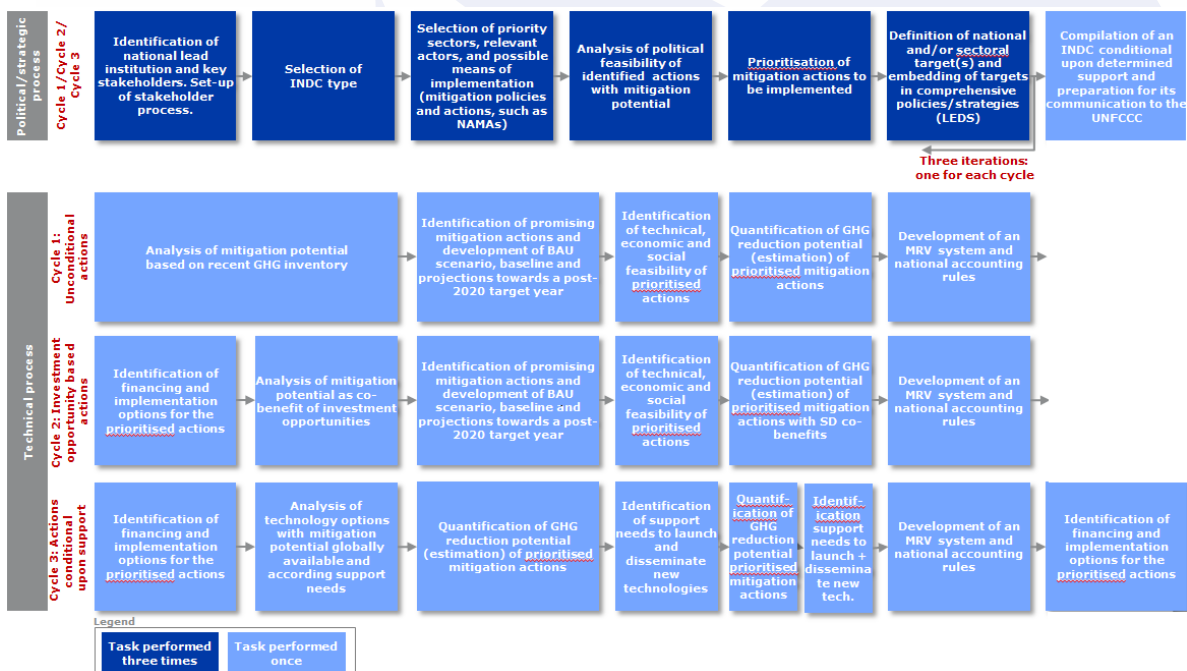 Political/strategic
process
Cycle 1/Cycle 2/
Cycle 3
Identification of
national lead
institution and key
stakeholders. Set-up
of stakeholder
process.
Selection of
INDC type
Selection of priority
sectors, relevant
actors, and possible
means of
implementation
(mitigation policies
and actions, such as
NAMAs)
Analysis of political
feasibility of
identified actions
with mitigation
potential
Prioritisation of
mitigation actions to
be implemented
Definition of national
and/or sectoral
target(s) and
embedding of targets
in comprehensive
policies/strategies
(LEDS)
Compilation of an
INDC conditional
upon determined
support and
preparation for its
communication to the
UNFCCC
Three iterations:
one for each cycle
Technical process
Cycle 1:
Unconditional
actions
Analysis of mitigation potential
based on recent GHG inventory
Identification of promising
mitigation actions and
development of BAU
scenario, baseline and
projections towards a post-
2020 target year
Identification
of technical,
economic and
social
feasibility of
prioritised
actions
Quantification of GHG
reduction potential
(estimation) of
prioritised mitigation
actions
Development of an
MRV system and
national accounting
rules
Cycle 2: Investment
opportunity based
actions
Identification of
financing and
implementation
options for the
prioritised actions
Analysis of mitigation
potential as co-
benefit of investment
opportunities
Identification of promising
mitigation actions and
development of BAU
scenario, baseline and
projections towards a post-
2020 target year
Identification
of technical,
economic and
social
feasibility of
prioritised
actions
Quantification of GHG
reduction potential
(estimation) of
prioritised mitigation
actions with SD co-
benefits
Development of an
MRV system and
national accounting
rules
Cycle 3: Actions
conditional
upon support
Identification of
financing and
implementation
options for the
prioritised actions
Analysis of
technology options
with mitigation
potential globally
available and
according support
needs
Quantification of GHG
reduction potential
(estimation) of prioritised
mitigation actions
Identification
of support
needs to
launch and
disseminate
new
technologies
Quantif-
ication of
GHG
reduction
potential
prioritised
mitigation
actions
Identif-
ication
support
needs to
launch +
dissemina
te new
tech.
Development of an
MRV system and
national accounting
rules
Identification of
financing and
implementation
options for the
prioritised actions
Legend
Task performed
three times
Task performed
once